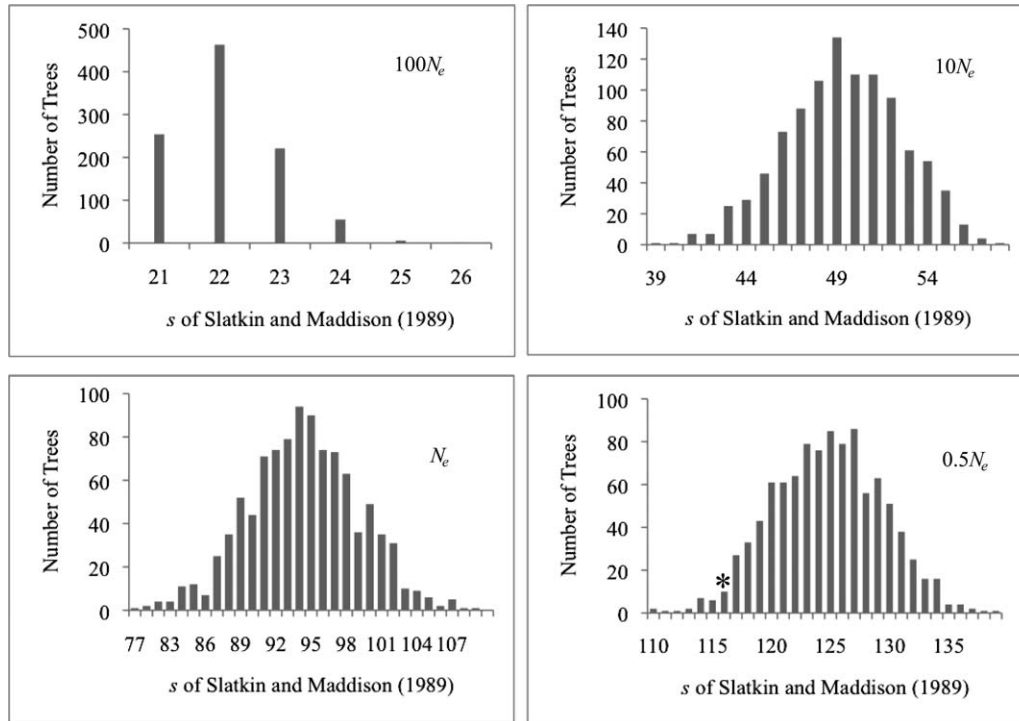 500
400
300
200
100
0
Number of Trees
100Nₑ
21 22 23 24 25 26
s of Slatkin and Maddison (1989)
140
120
100
80
60
40
20
0
Number of Trees
10Nₑ
39 44 49 54
s of Slatkin and Maddison (1989)
100
80
60
40
20
0
Number of Trees
Nₑ
77 83 86 89 92 95 98 101 104 107
s of Slatkin and Maddison (1989)
100
80
60
40
20
0
Number of Trees
0.5Nₑ
*
110 115 120 125 130 135
s of Slatkin and Maddison (1989)